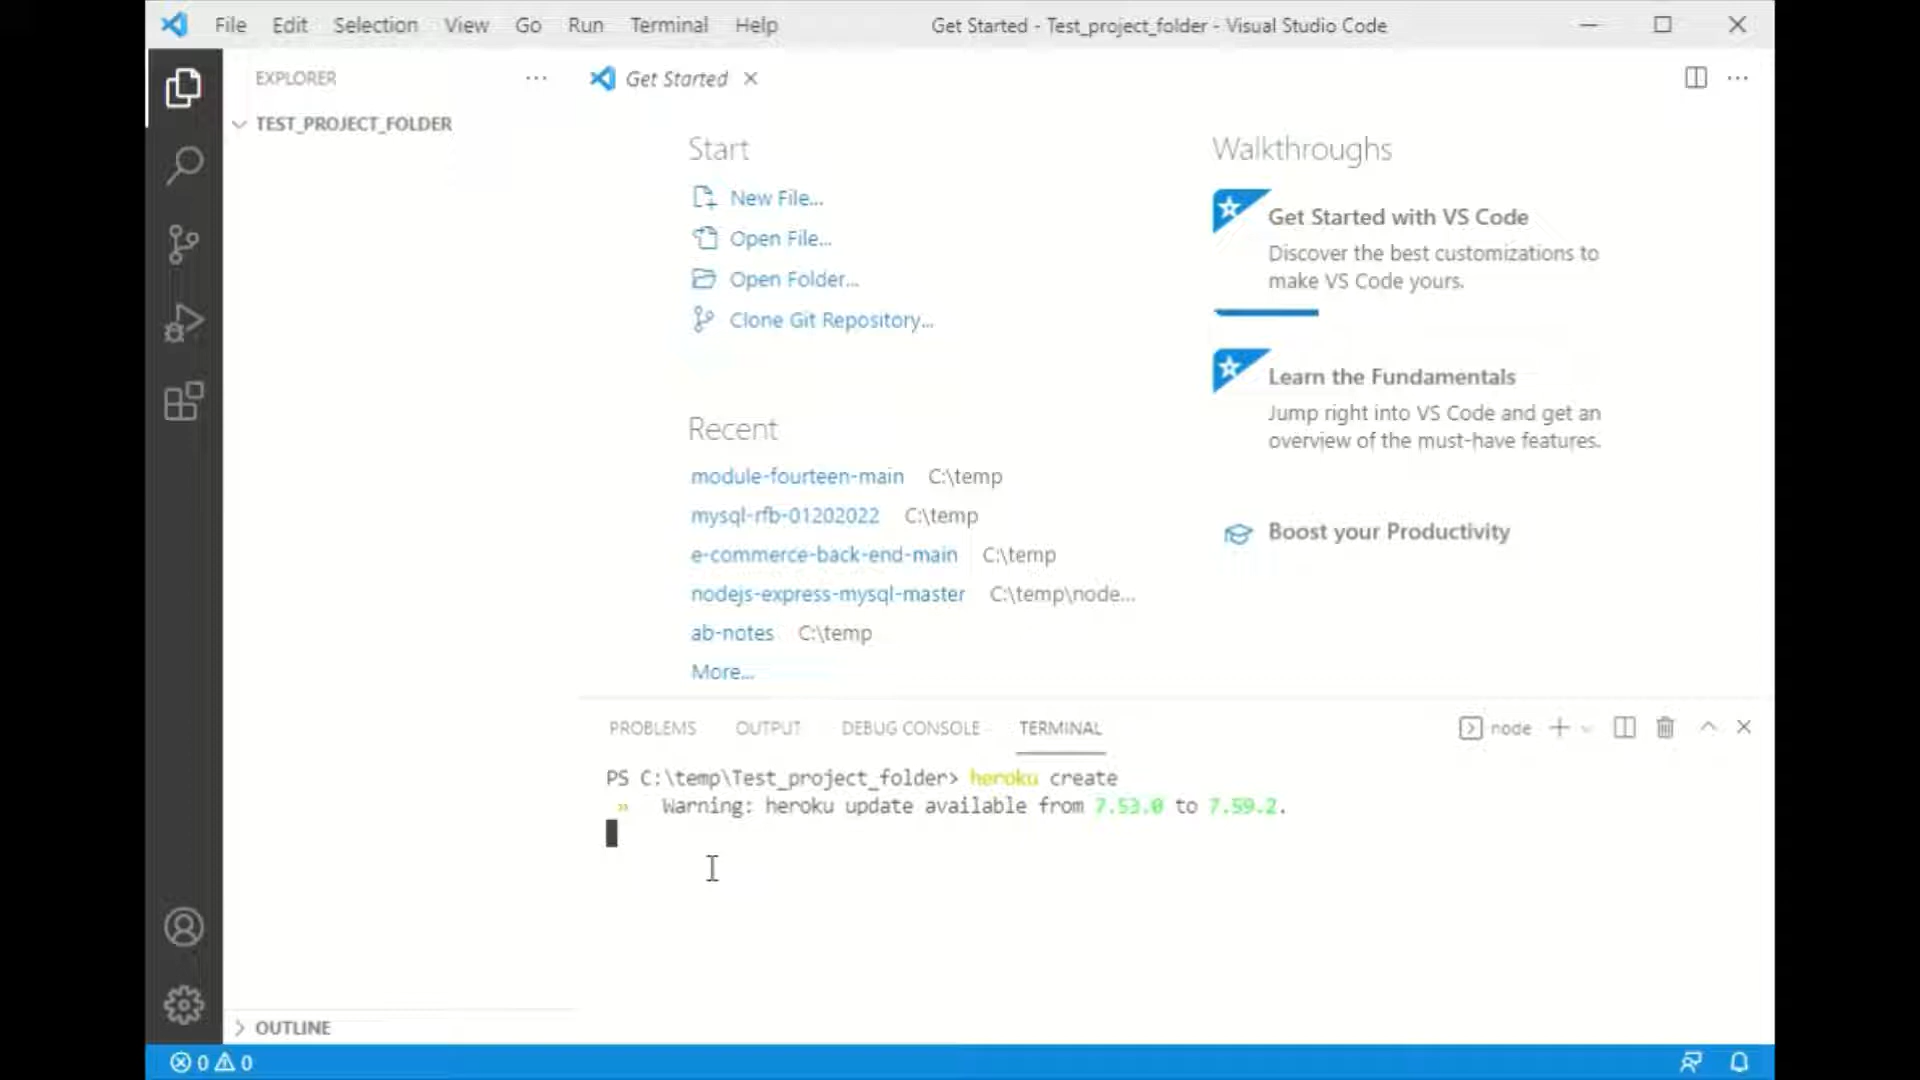 File Edit Selection View Go Run Terminal Help Get Started - Test_project_folder - Visual Studio Code
EXPLORER
Get Started
TEST_PROJECT_FOLDER
Start
New File...
Open File...
Open Folder...
Clone Git Repository...
Recent
module-fourteen-main C:\temp
mysql-rfb-01202022 C:\temp
e-commerce-back-end-main C:\temp
nodejs-express-mysql-master C:\temp\node...
ab-notes C:\temp
More...
Walkthroughs
Get Started with VS Code
Discover the best customizations to
make VS Code yours.
Learn the Fundamentals
Jump right into VS Code and get an
overview of the must-have features.
Boost your Productivity
PROBLEMS OUTPUT DEBUG CONSOLE TERMINAL node
PS C:\temp\Test_project_folder> heroku create
» Warning: heroku update available from 7.53.0 to 7.59.2.
OUTLINE
0 0